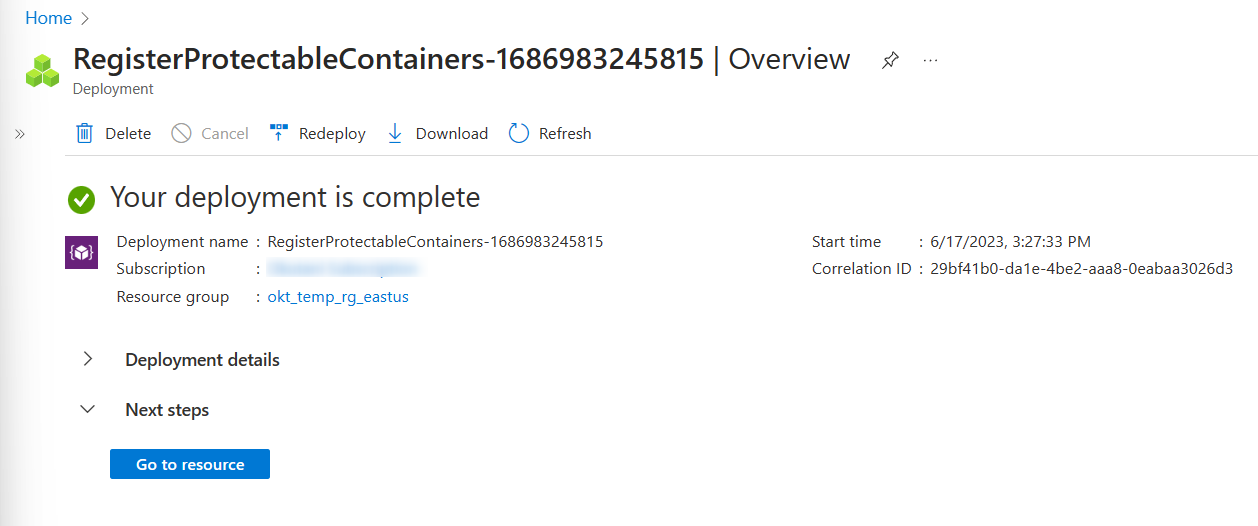 Home
RegisterProtectableContainers-1686983245815 | Overview
Deployment
Delete Cancel Redeploy Download Refresh
Your deployment is complete
Deployment name : RegisterProtectableContainers-1686983245815
Subscription :
Resource group : okt_temp_rg_eastus
Start time : 6/17/2023, 3:27:33 PM
Correlation ID : 29bf41b0-da1e-4be2-aaa8-0eabaa3026d3
Deployment details
Next steps
Go to resource